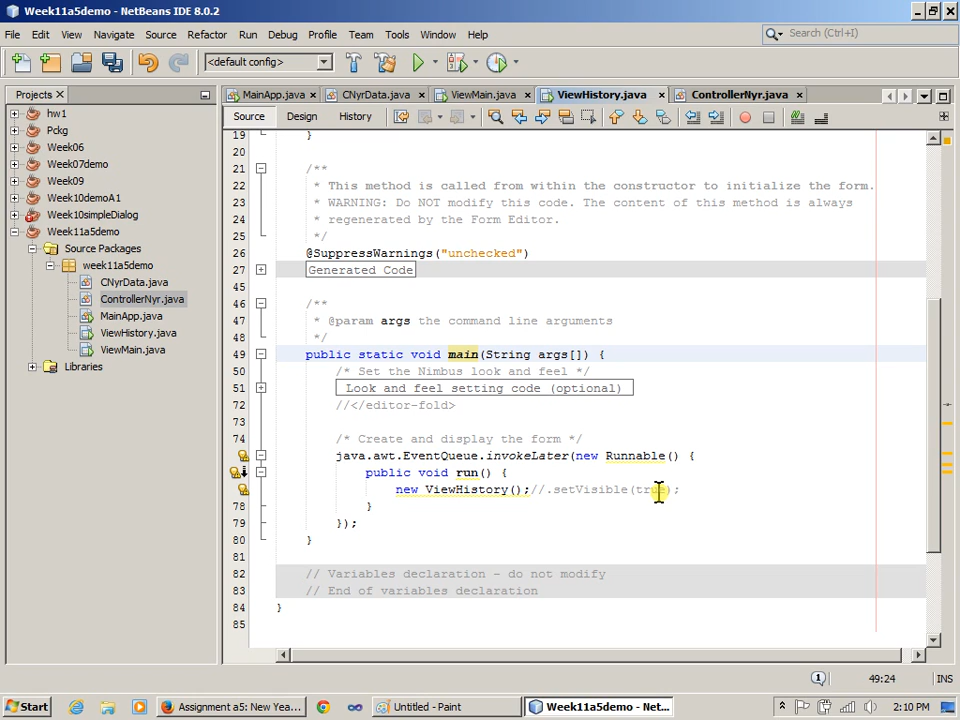 Week11a5demo - NetBeans IDE 8.0.2
File Edit View Navigate Source Refactor Run Debug Profile Team Tools Window Help
Search (Ctrl+I)
<default config>
Projects
MainApp.java CNyrData.java ViewMain.java ViewHistory.java ControllerNyr.java
Source Design History
hw1
Pckg
Week06
Week07demo
Week09
Week10demoA1
Week10simpleDialog
Week11a5demo
Source Packages
week11a5demo
CNyrData.java
ControllerNyr.java
MainApp.java
ViewHistory.java
ViewMain.java
Libraries
19 }
20
21 /**
22 * This method is called from within the constructor to initialize the form.
23 * WARNING: Do NOT modify this code. The content of this method is always
24 * regenerated by the Form Editor.
25 */
26 @SuppressWarnings("unchecked")
27 Generated Code
45
46 /**
47 * @param args the command line arguments
48 */
49 public static void main(String args[]) {
50 /* Set the Nimbus look and feel */
51 Look and feel setting code (optional)
72 //</editor-fold>
73
74 /* Create and display the form */
java.awt.EventQueue.invokeLater(new Runnable() {
public void run() {
new ViewHistory();//.setVisible(true);
78 }
79 });
80 }
81
82 // Variables declaration - do not modify
83 // End of variables declaration
84 }
85
1 49:24 INS
Start Assignment a5: New Yea... Untitled - Paint Week11a5demo - Net... 2:10 PM